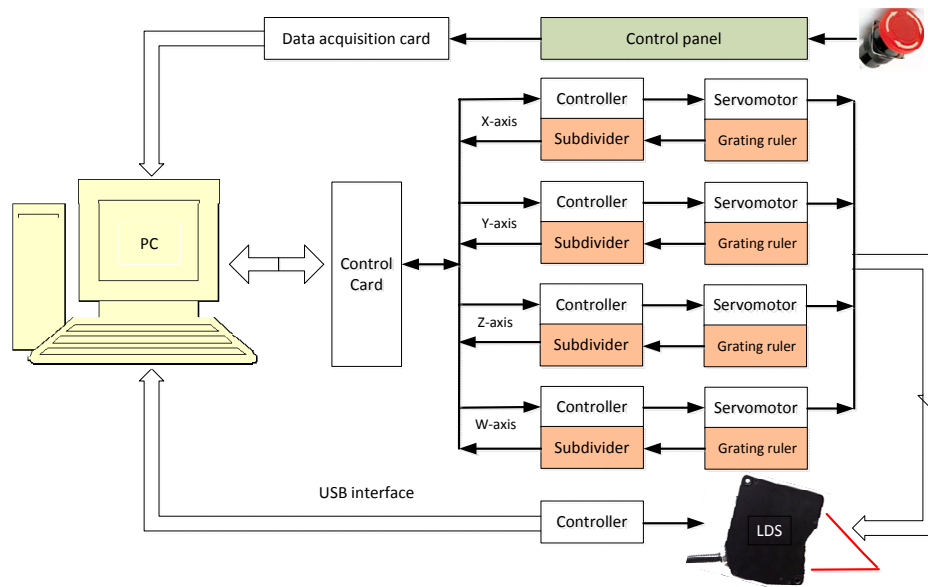 Data acquisition card
Control panel
Controller
Servomotor
X-axis
Subdivider
Grating ruler
Controller
Servomotor
Y-axis
Subdivider
Grating ruler
PC
Control
Card
Controller
Servomotor
Z-axis
Subdivider
Grating ruler
Controller
Servomotor
W-axis
Subdivider
Grating ruler
USB interface
Controller
LDS